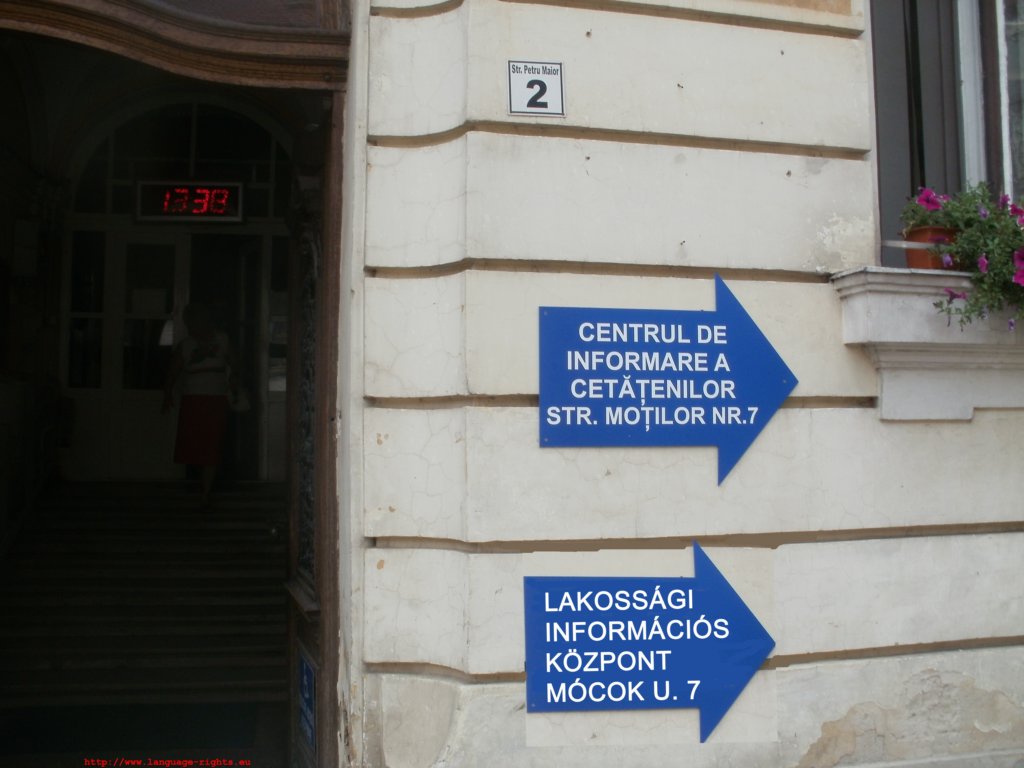 Str. Petru Maior
2
13:38
CENTRUL DE
INFORMARE A
CETĂȚENILOR
STR. MOȚILOR NR.7
LAKOSSÁGI
INFORMÁCIÓS
KÖZPONT
MÓCOK U. 7
http://www.language-rights.eu